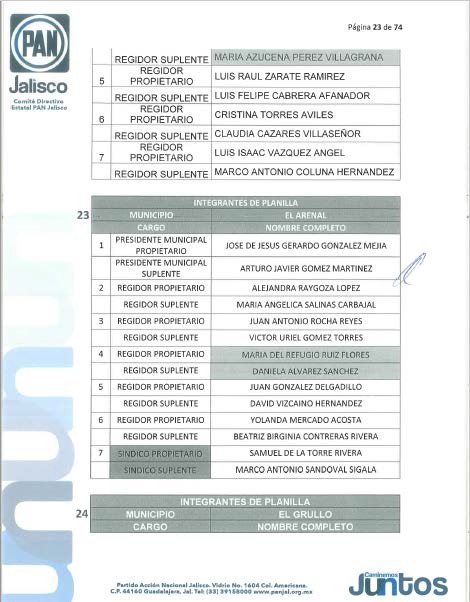 Página 23 de 74
PAN
Jalisco
Comité Directivo
Estatal PAN Jalisco
REGIDOR SUPLENTE MARIA AZUCENA PEREZ VILLAGRANA
5 REGIDOR PROPIETARIO LUIS RAUL ZARATE RAMIREZ
REGIDOR SUPLENTE LUIS FELIPE CABRERA AFANADOR
6 REGIDOR PROPIETARIO CRISTINA TORRES AVILES
REGIDOR SUPLENTE CLAUDIA CAZARES VILLASEÑOR
7 REGIDOR PROPIETARIO LUIS ISAAC VAZQUEZ ANGEL
REGIDOR SUPLENTE MARCO ANTONIO COLUNA HERNANDEZ
INTEGRANTES DE PLANILLA
23 MUNICIPIO EL ARENAL
CARGO NOMBRE COMPLETO
1 PRESIDENTE MUNICIPAL PROPIETARIO JOSE DE JESUS GERARDO GONZALEZ MEJIA
PRESIDENTE MUNICIPAL SUPLENTE ARTURO JAVIER GOMEZ MARTINEZ
2 REGIDOR PROPIETARIO ALEJANDRA RAYGOZA LOPEZ
REGIDOR SUPLENTE MARIA ANGELICA SALINAS CARBAJAL
3 REGIDOR PROPIETARIO JUAN ANTONIO ROCHA REYES
REGIDOR SUPLENTE VICTOR URIEL GOMEZ TORRES
4 REGIDOR PROPIETARIO MARIA DEL REFUGIO RUIZ FLORES
REGIDOR SUPLENTE DANIELA ALVAREZ SANCHEZ
5 REGIDOR PROPIETARIO JUAN GONZALEZ DELGADILLO
REGIDOR SUPLENTE DAVID VIZCAINO HERNANDEZ
6 REGIDOR PROPIETARIO YOLANDA MERCADO ACOSTA
REGIDOR SUPLENTE BEATRIZ BIRGINIA CONTRERAS RIVERA
7 SINDICO PROPIETARIO SAMUEL DE LA TORRE RIVERA
SINDICO SUPLENTE MARCO ANTONIO SANDOVAL SIGALA
INTEGRANTES DE PLANILLA
24 MUNICIPIO EL GRULLO
CARGO NOMBRE COMPLETO
Partido Acción Nacional Jalisco. Vidrio No. 1604 Col. Americana.
C.P. 44160 Guadalajara, Jal. Tel: (33) 39158000 www.panjal.org.mx
Caminemos
Juntos